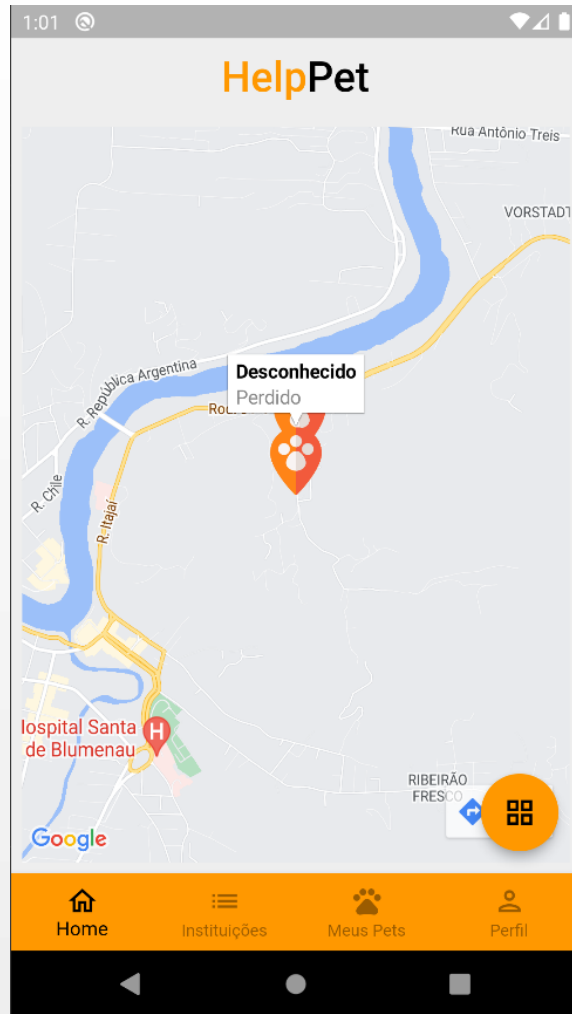 1:01
HelpPet
Rua Antônio Treis
VORSTADT
R. República Argentina
Desconhecido
Perdido
R. Chile
R. Itajaí
Hospital Santa
de Blumenau
H
RIBEIRÃO
FRESCO
Google
Home
Instituições
Meus Pets
Perfil